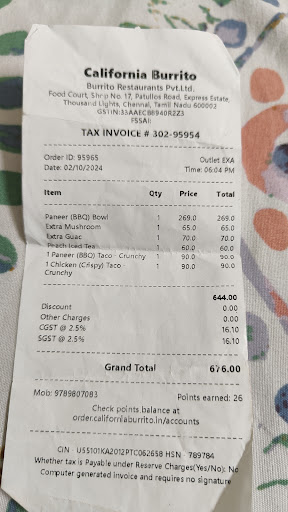 California Burrito
Burrito Restaurants Pvt.Ltd.
Food Court, Shop No. 17, Patullos Road, Express Estate,
Thousand Lights, Chennai, Tamil Nadu 600002
GSTIN:33AAECB8940R2Z3
FSSAI:
TAX INVOICE # 302-95954
Order ID: 95965 Outlet EXA
Date: 02/10/2024 Time: 06:04 PM
Item Qty Price Total
Paneer (BBQ) Bowl 1 269.0 269.0
Extra Mushroom 1 65.0 65.0
Extra Guac 1 70.0 70.0
Peach Iced Tea 1 60.0 60.0
1 Paneer (BBQ) Taco - Crunchy 1 90.0 90.0
1 Chicken (Crispy) Taco - 1 90.0 90.0
Crunchy
644.00
Discount 0.00
Other Charges 0.00
CGST @ 2.5% 16.10
SGST @ 2.5% 16.10
Grand Total 676.00
Mob: 9789807083 Points earned: 26
Check points balance at
order.californiaburrito.in/accounts
CIN - U55101KA2012PTC062658 HSN - 789784
Whether tax is Payable under Reserve Charges(Yes/No): No
Computer generated invoice and requires no signature